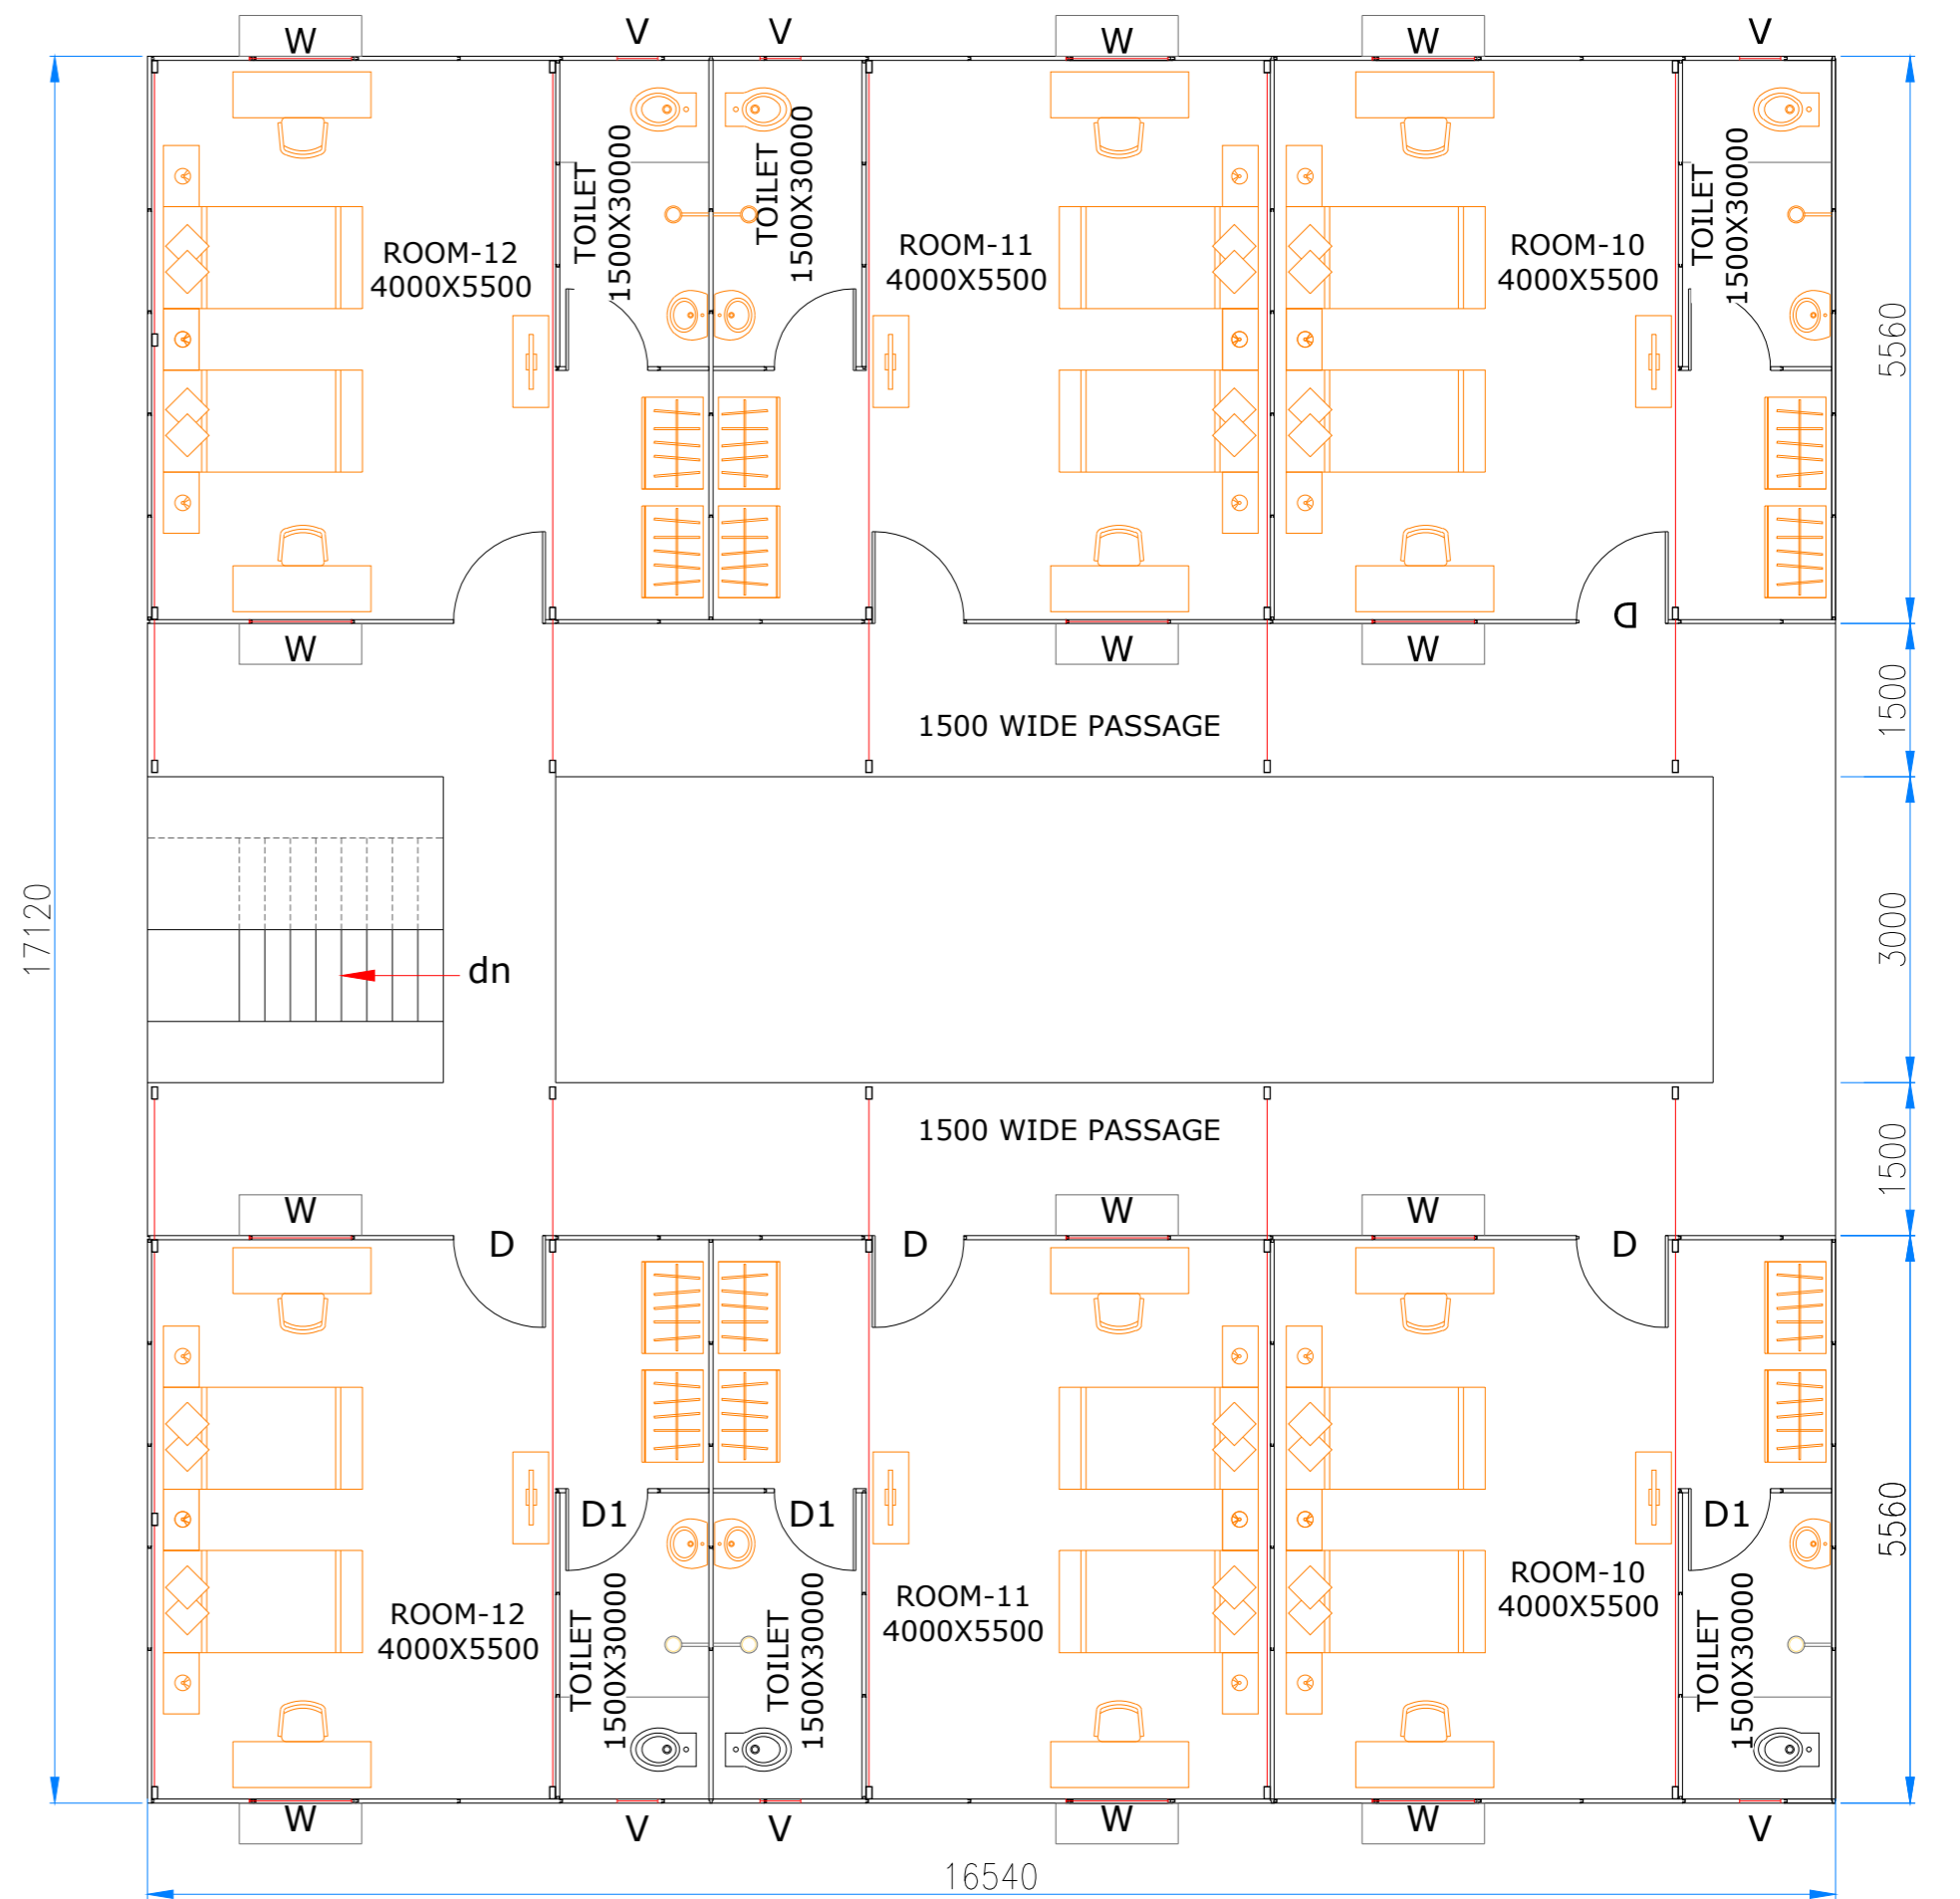 W
V
V
W
W
V
TOILET
1500X30000
TOILET
1500X30000
TOILET
1500X30000
ROOM-12
4000X5500
ROOM-11
4000X5500
ROOM-10
4000X5500
5560
D
W
W
W
1500
1500 WIDE PASSAGE
17120
dn
3000
1500 WIDE PASSAGE
1500
W
W
W
D
D
D
D1
D1
D1
5560
ROOM-12
4000X5500
TOILET
1500X30000
TOILET
1500X30000
ROOM-11
4000X5500
ROOM-10
4000X5500
TOILET
1500X30000
W
V
V
W
W
V
16540